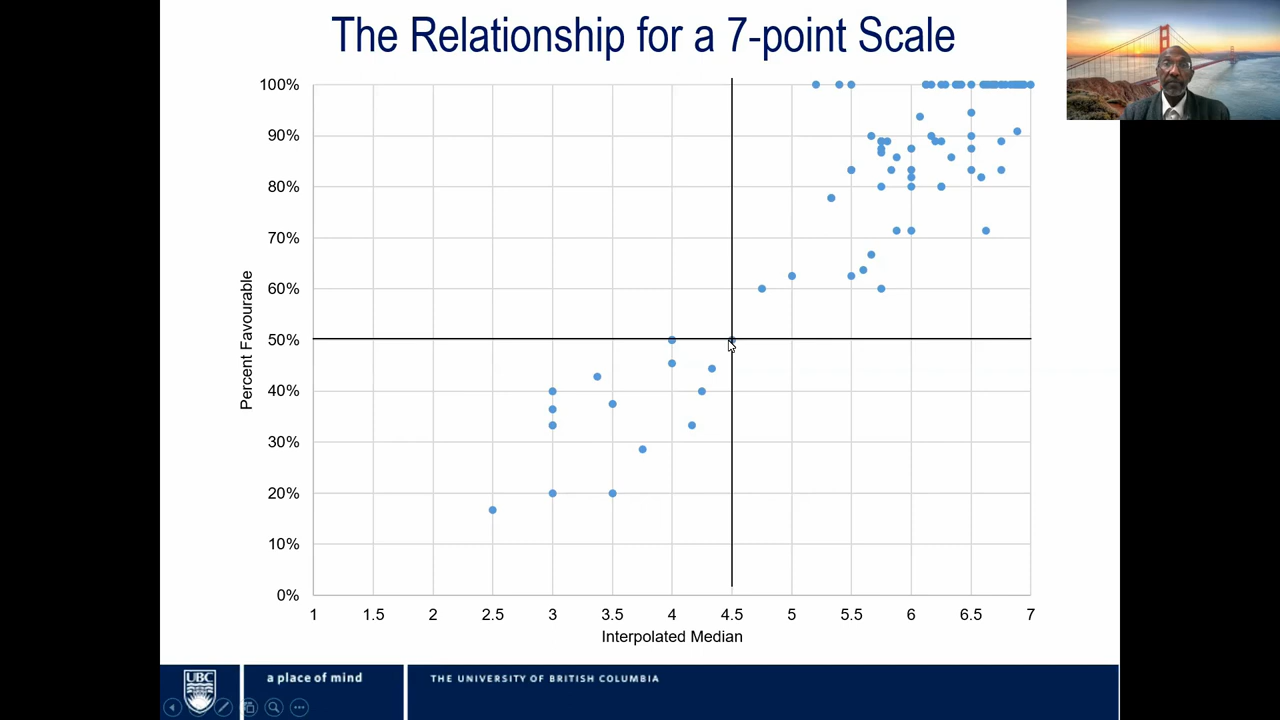 The Relationship for a 7-point Scale
100%
90%
80%
70%
60%
50%
40%
30%
20%
10%
0%
Percent Favourable
1 1.5 2 2.5 3 3.5 4 4.5 5 5.5 6 6.5 7
Interpolated Median
UBC
a place of mind
THE UNIVERSITY OF BRITISH COLUMBIA